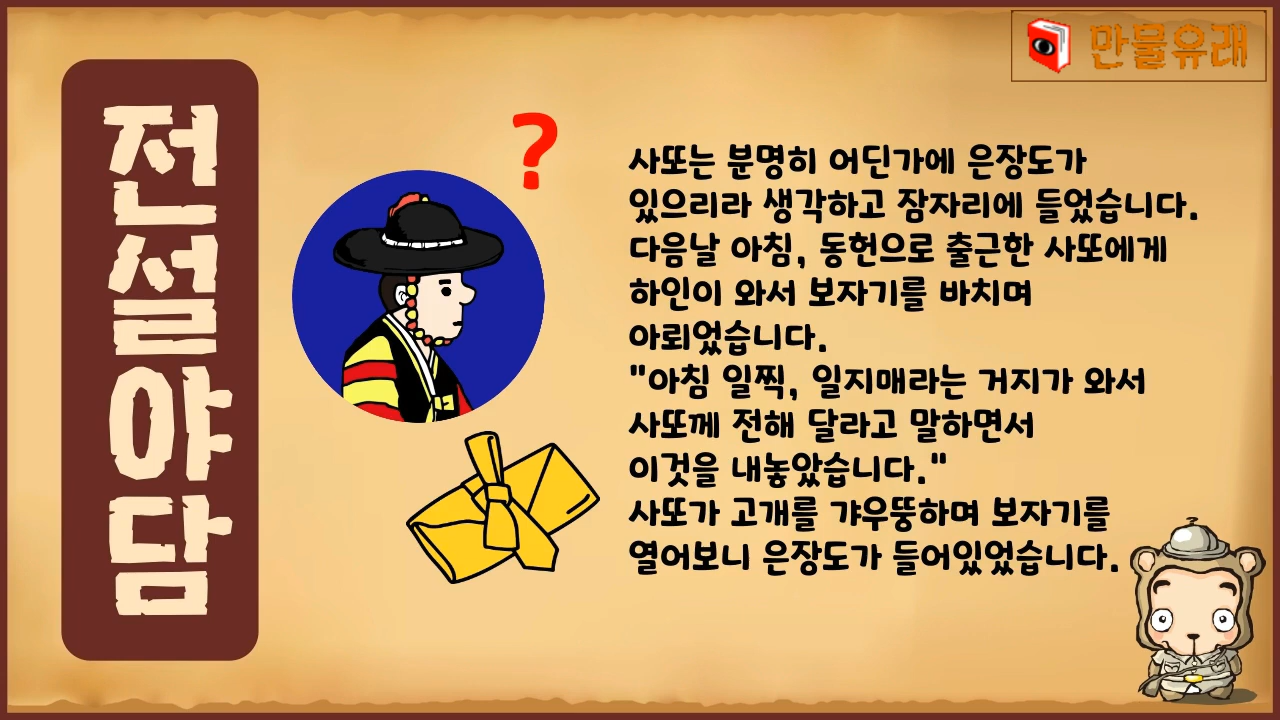 만물유래
전설야담
?
사또는 분명히 어딘가에 은장도가
있으리라 생각하고 잠자리에 들었습니다.
다음날 아침, 동헌으로 출근한 사또에게
하인이 와서 보자기를 바치며
아뢰었습니다.
"아침 일찍, 일지매라는 거지가 와서
사또께 전해 달라고 말하면서
이것을 내놓았습니다."
사또가 고개를 갸우뚱하며 보자기를
열어보니 은장도가 들어있었습니다.